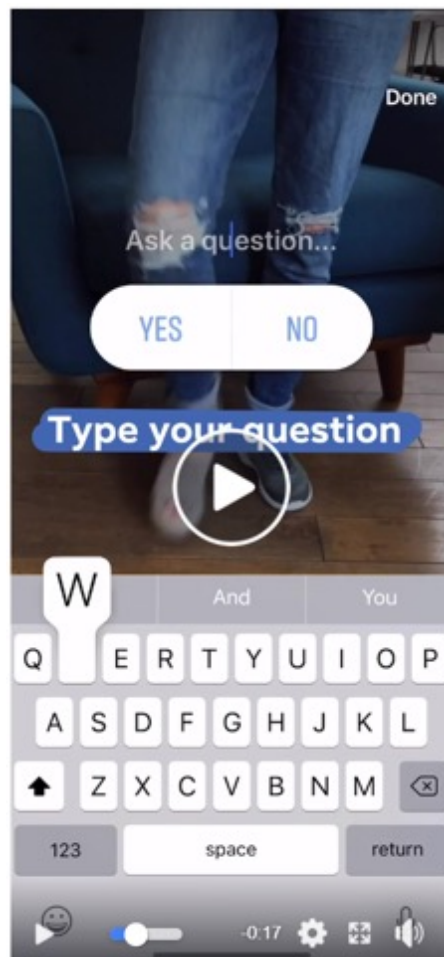 Done
Ask a question...
YES NO
Type your question
W
And You
Q E R T Y U I O P
A S D F G H J K L
Z X C V B N M
123 space return
-0:17